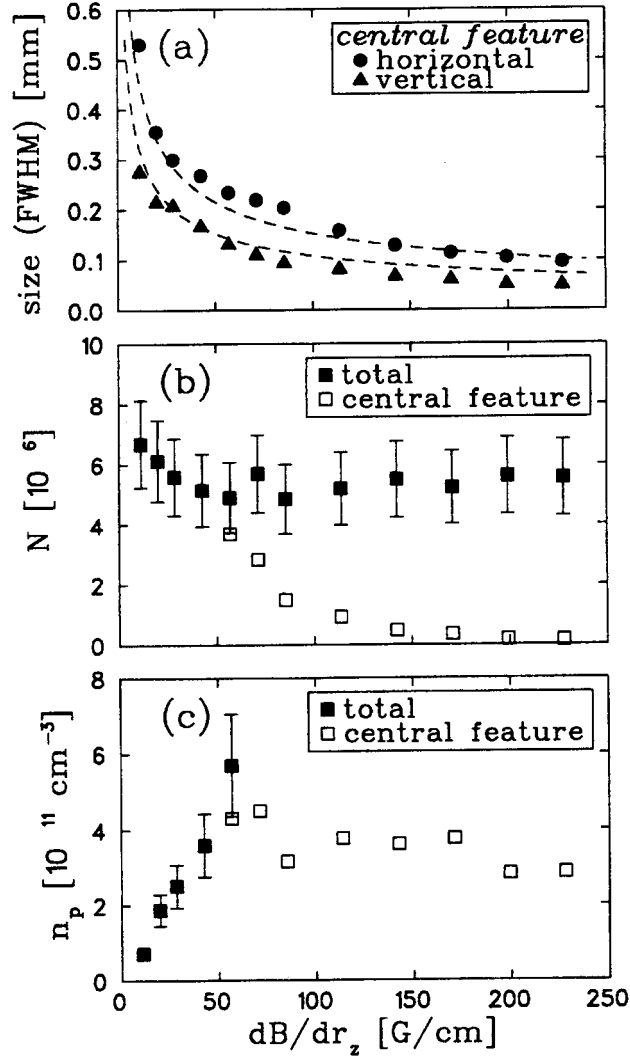 0.6
0.5
0.4
0.3
0.2
0.1
0.0
size (FWHM) [mm]
(a)
central feature
● horizontal
▲ vertical
10
8
6
4
2
0
N [10 ⁶]
(b)
■ total
□ central feature
8
6
4
2
0
n_p [10 ¹¹ cm⁻³]
(c)
■ total
□ central feature
0 50 100 150 200 250
dB/dr_z [G/cm]